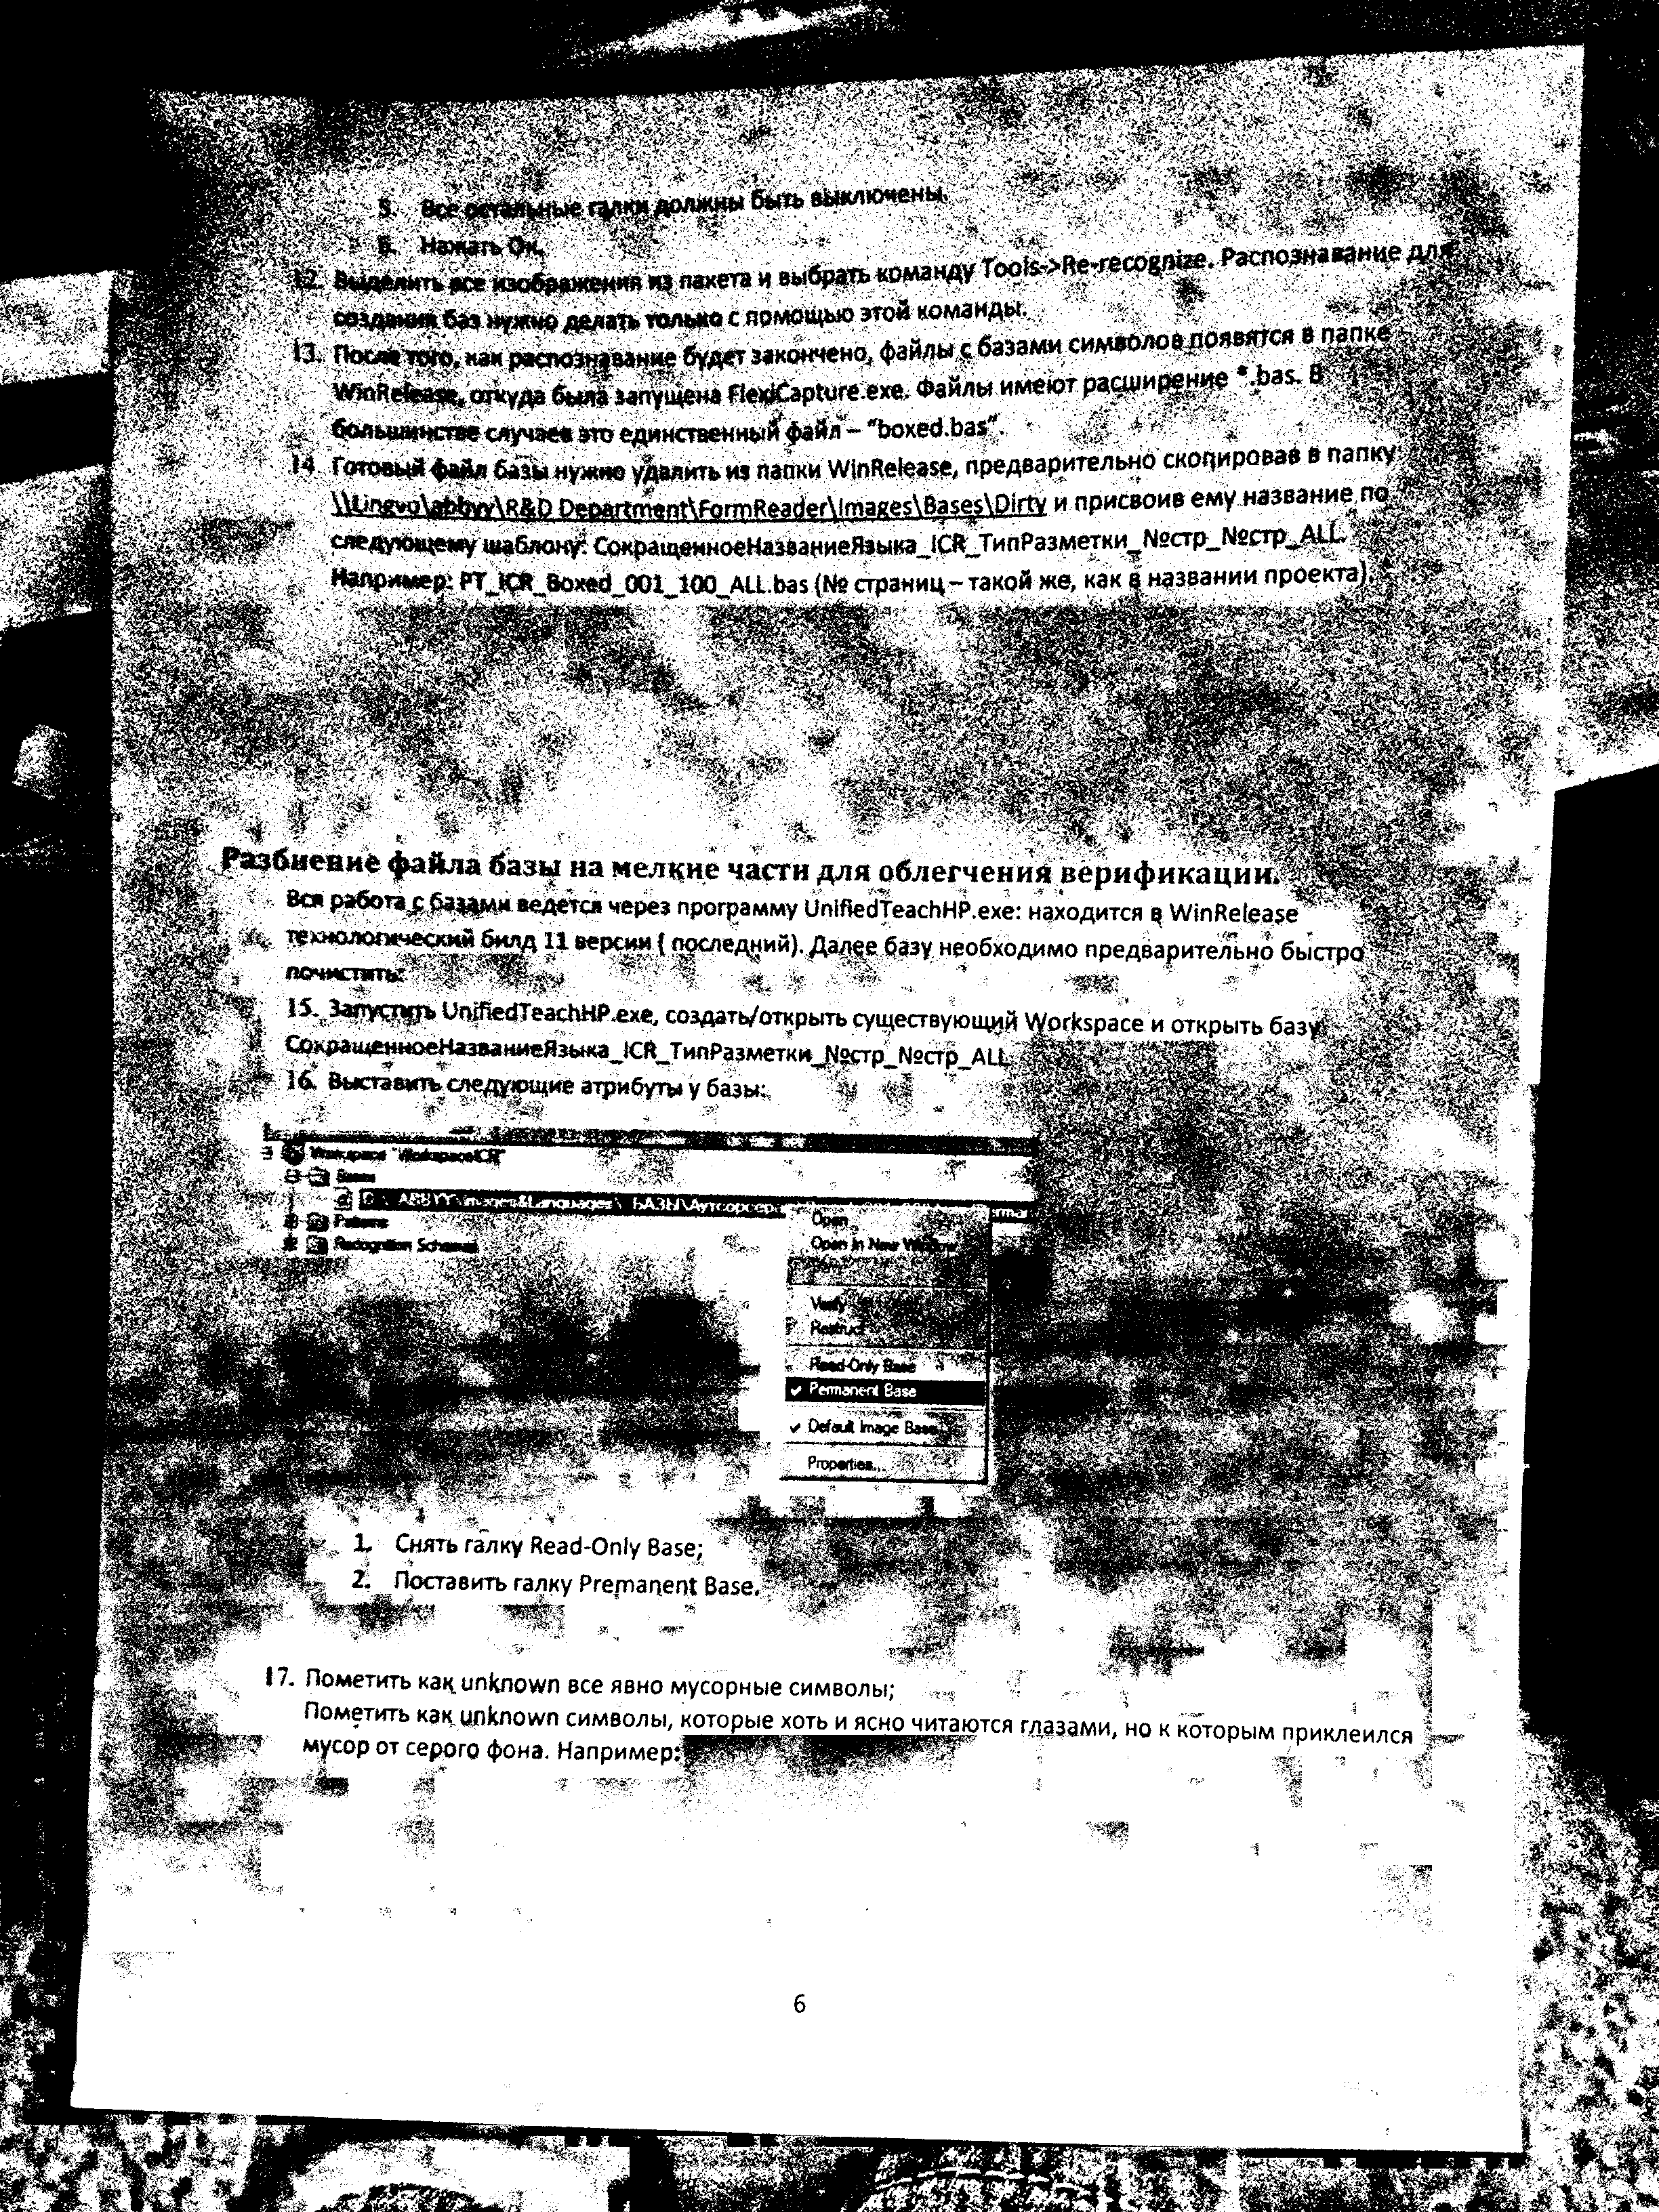 5. Все остальные галки должны быть выключены.
6. Нажать Ок.
12. Выделить все изображения из пакета и выбрать команду Tools->Re-recognize. Распознавание для
создания баз нужно делать только с помощью этой команды.
13. После того, как распознавание будет закончено, файлы с базами символов появятся в папке
WinRelease, откуда была запущена FlexiCapture.exe. Файлы имеют расширение *.bas. В
большинстве случаев это единственный файл – "boxed.bas".
14. Готовый файл базы нужно удалить из папки WinRelease, предварительно скопировав в папку
\\Lingvo\abbyy\R&D Department\FormReader\Images\Bases\Dirty и присвоив ему название по
следующему шаблону: СокращенноеНазваниеЯзыка_ICR_ТипРазметки_№стр_№стр_ALL.
Например: PT_ICR_Boxed_001_100_ALL.bas (№ страниц – такой же, как в названии проекта).
Разбиение файла базы на мелкие части для облегчения верификации.
Вся работа с базами ведется через программу UnifiedTeachHP.exe: находится в WinRelease
технологический билд 11 версии ( последний). Далее базу необходимо предварительно быстро
почистить:
15. Запустить UnifiedTeachHP.exe, создать/открыть существующий Workspace и открыть базу
СокращенноеНазваниеЯзыка_ICR_ТипРазметки_№стр_№стр_ALL
16. Выставить следующие атрибуты у базы:
Workspace "WorkspaceICR"
Bases
ABBYY\Images&Languages\ БАЗЫ\Аутсорсер
Patterns
Recognition Schemes
Open
Open in New Window
Verify
Restruct
Read-Only Base
Permanent Base
Default Image Base
Properties...
1. Снять галку Read-Only Base;
2. Поставить галку Premanent Base.
17. Пометить как unknown все явно мусорные символы;
Пометить как unknown символы, которые хоть и ясно читаются глазами, но к которым приклеился
мусор от серого фона. Например:
6